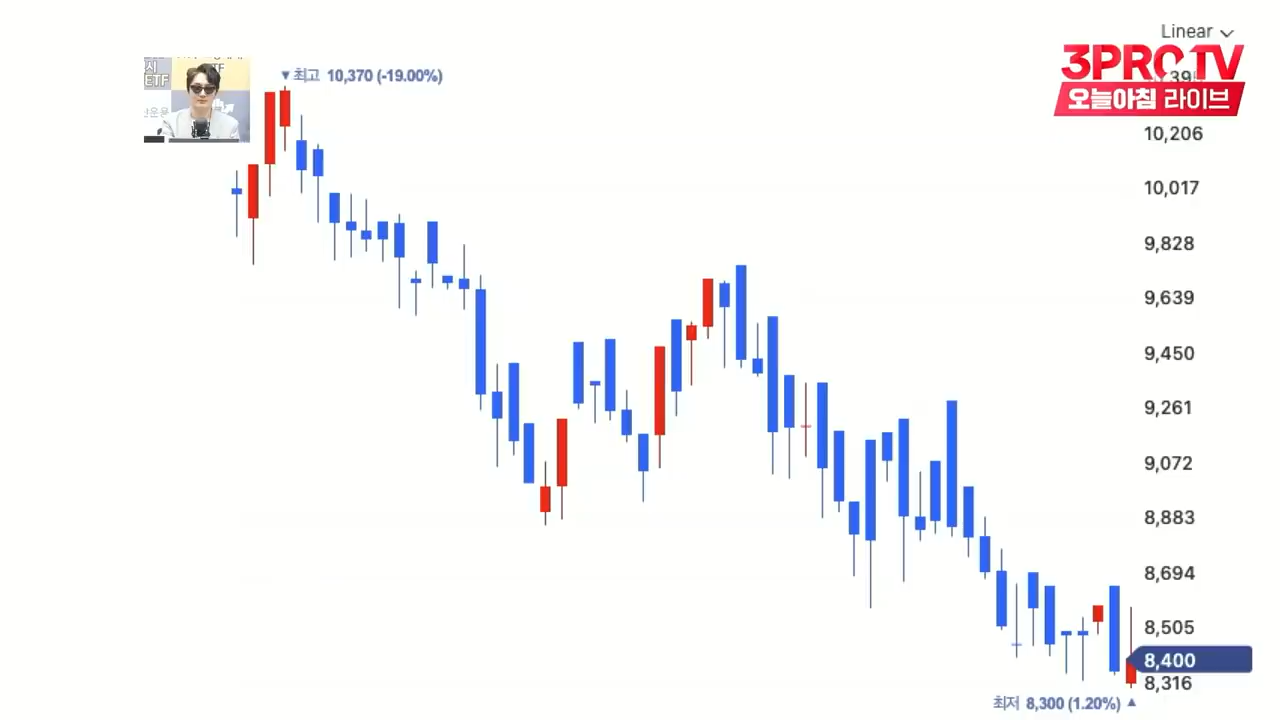 Linear
3PRO TV
오늘아침 라이브
▼최고 10,370 (-19.00%)
시
ETF
10,206
10,017
9,828
9,639
9,450
9,261
9,072
8,883
8,694
8,505
8,400
8,316
최저 8,300 (1.20%) ▲